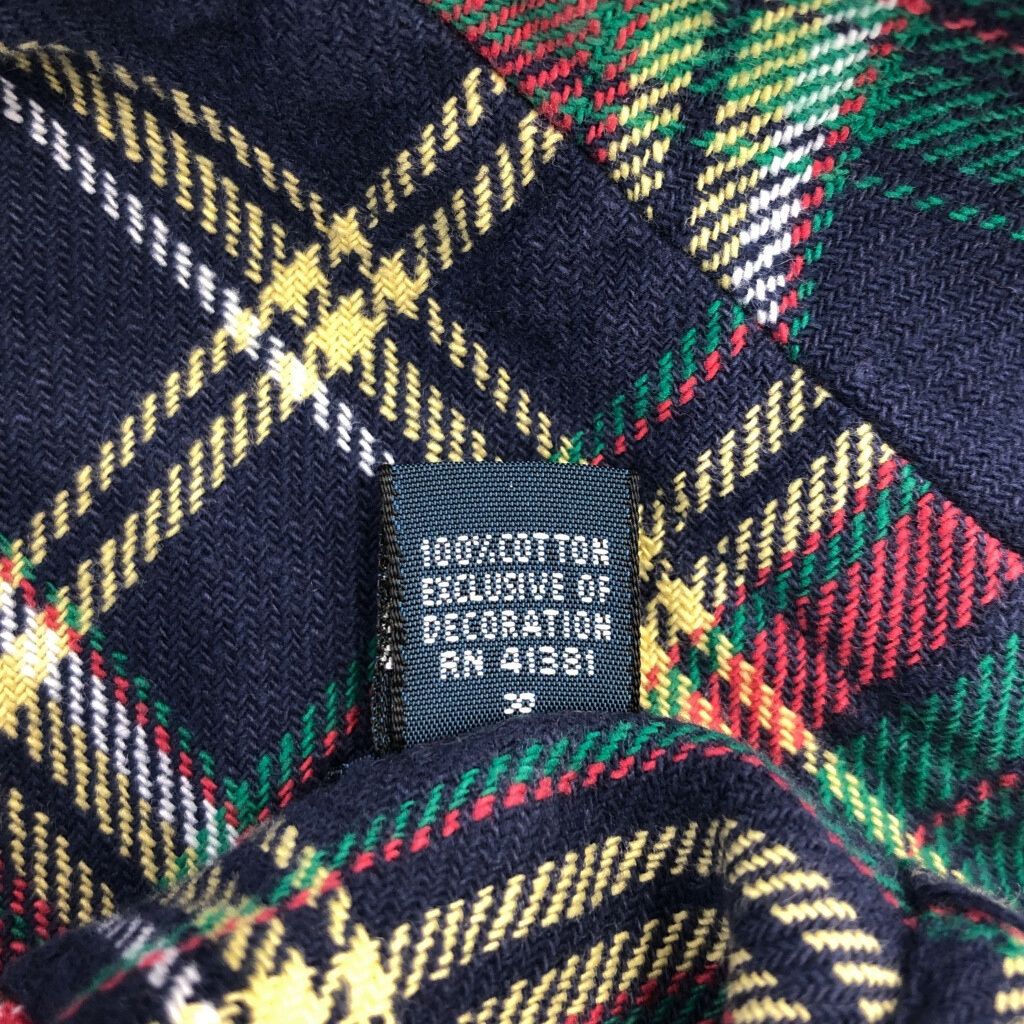 100%COTTON
EXCLUSIVE OF
DECORATION
RN 41381